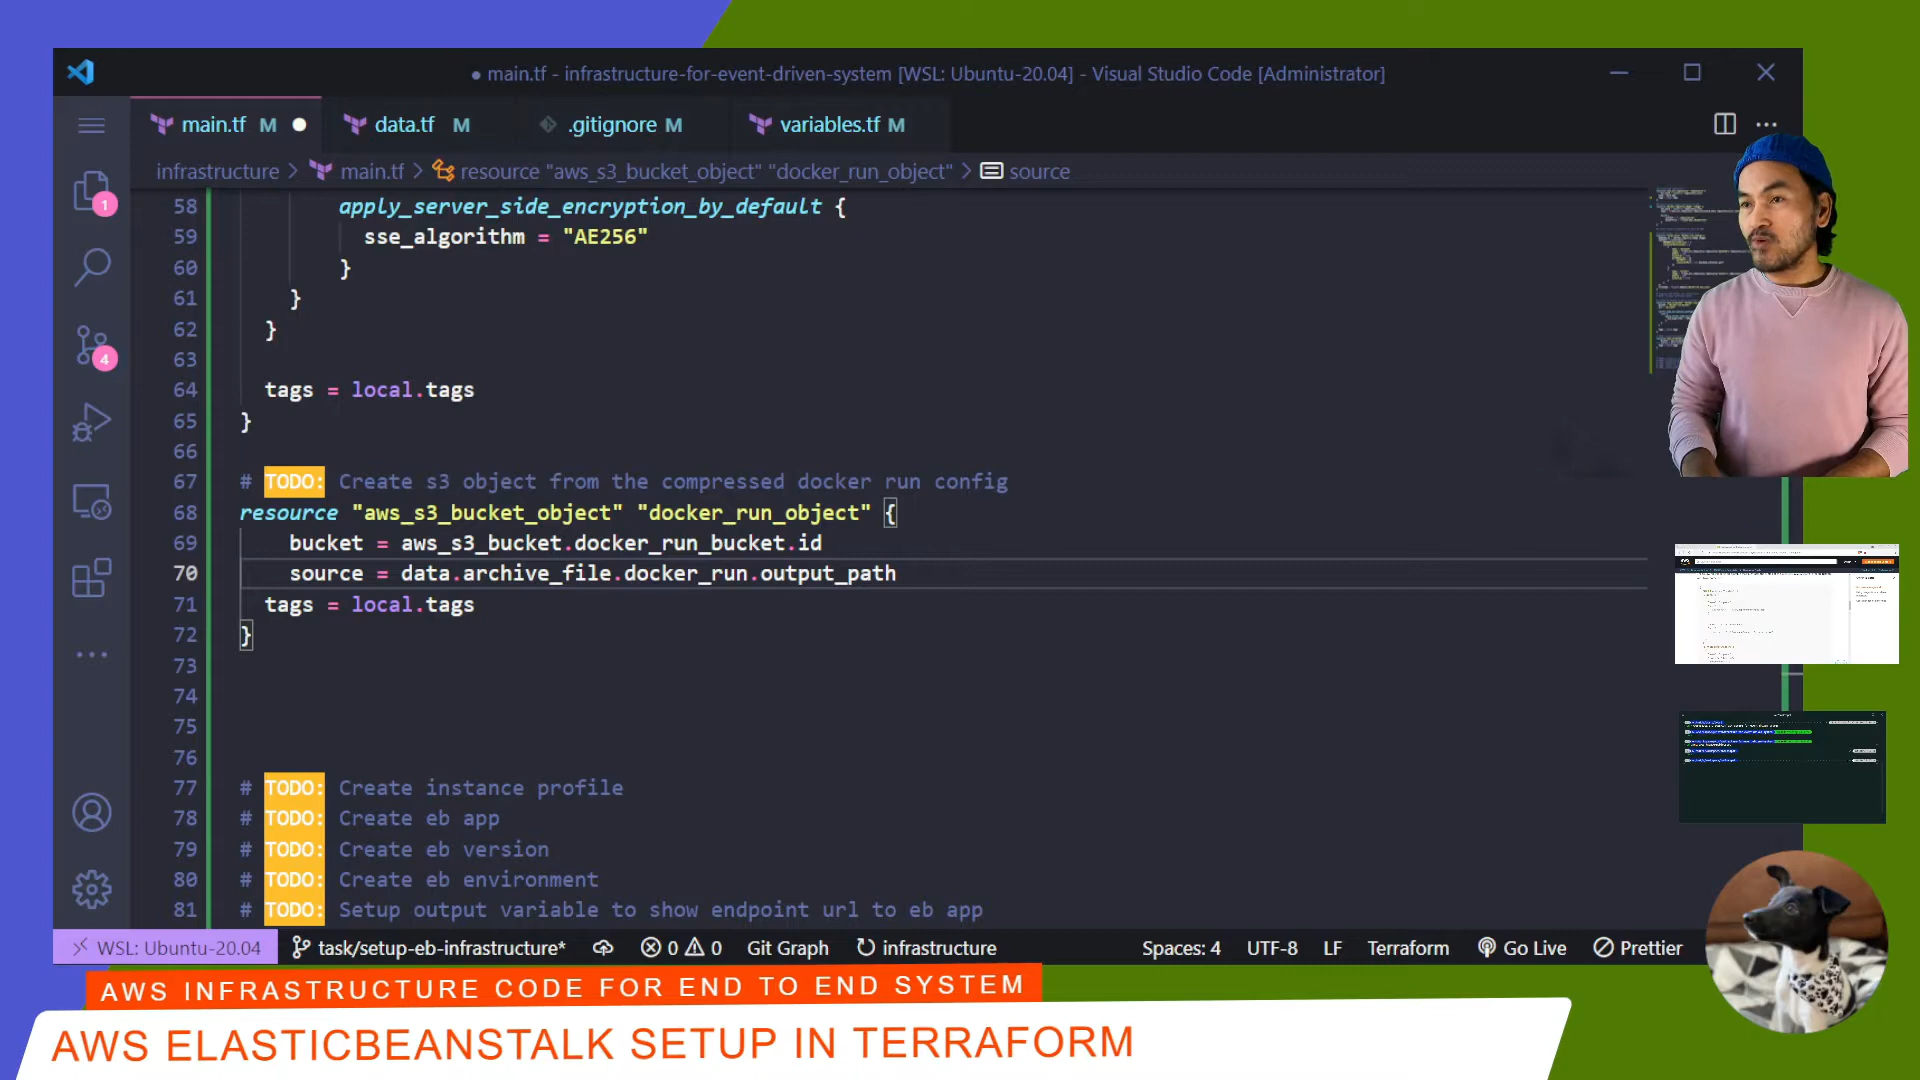 ● main.tf - infrastructure-for-event-driven-system [WSL: Ubuntu-20.04] - Visual Studio Code [Administrator]
main.tf M ●
data.tf M
.gitignore M
variables.tf M
infrastructure > main.tf > resource "aws_s3_bucket_object" "docker_run_object" > source
1
4
58 apply_server_side_encryption_by_default {
59 sse_algorithm = "AE256"
60 }
61 }
62 }
63
64 tags = local.tags
65 }
66
67 # TODO: Create s3 object from the compressed docker run config
68 resource "aws_s3_bucket_object" "docker_run_object" {
69 bucket = aws_s3_bucket.docker_run_bucket.id
70 source = data.archive_file.docker_run.output_path
71 tags = local.tags
72 }
73
74
75
76
77 # TODO: Create instance profile
78 # TODO: Create eb app
79 # TODO: Create eb version
80 # TODO: Create eb environment
81 # TODO: Setup output variable to show endpoint url to eb app
WSL: Ubuntu-20.04 task/setup-eb-infrastructure* 0 0 Git Graph infrastructure Spaces: 4 UTF-8 LF Terraform Go Live Prettier
AWS INFRASTRUCTURE CODE FOR END TO END SYSTEM
AWS ELASTICBEANSTALK SETUP IN TERRAFORM